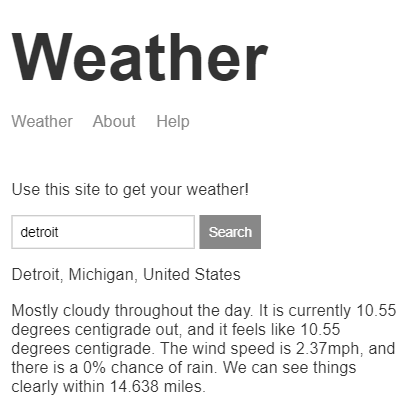 Weather
Weather About Help
Use this site to get your weather!
detroit Search
Detroit, Michigan, United States
Mostly cloudy throughout the day. It is currently 10.55
degrees centigrade out, and it feels like 10.55
degrees centigrade. The wind speed is 2.37mph, and
there is a 0% chance of rain. We can see things
clearly within 14.638 miles.